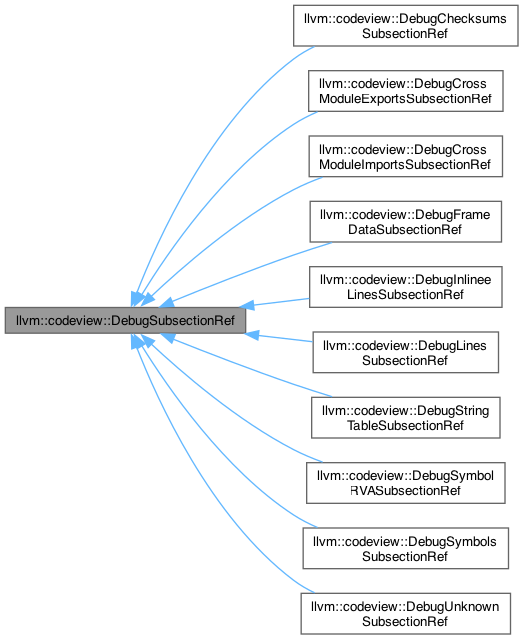 llvm::codeview::DebugChecksums
SubsectionRef
llvm::codeview::DebugCross
ModuleExportsSubsectionRef
llvm::codeview::DebugCross
ModuleImportsSubsectionRef
llvm::codeview::DebugFrame
DataSubsectionRef
llvm::codeview::DebugInlinee
LinesSubsectionRef
llvm::codeview::DebugSubsectionRef
llvm::codeview::DebugLines
SubsectionRef
llvm::codeview::DebugString
TableSubsectionRef
llvm::codeview::DebugSymbol
RVASubsectionRef
llvm::codeview::DebugSymbols
SubsectionRef
llvm::codeview::DebugUnknown
SubsectionRef